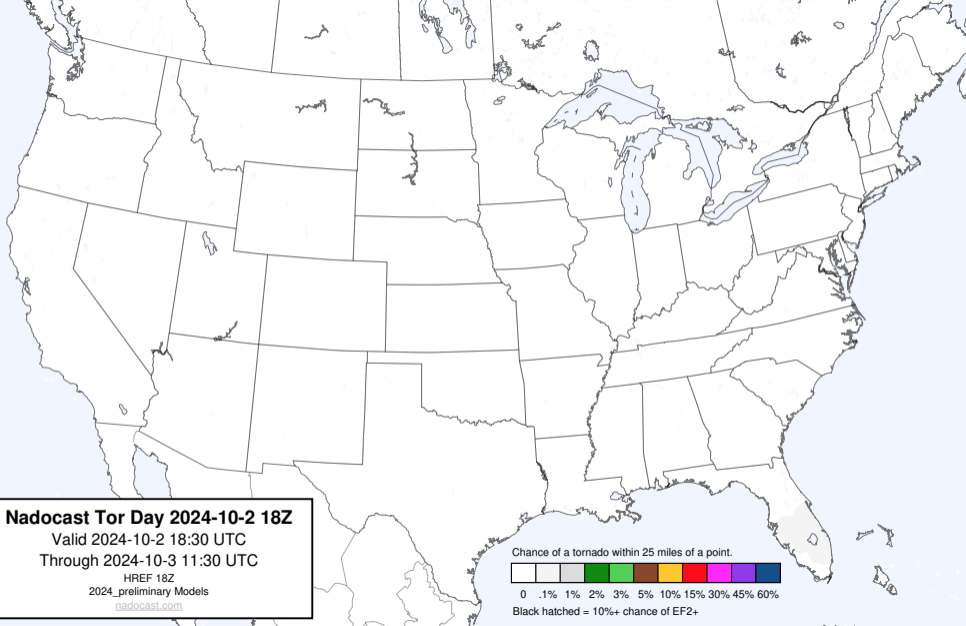 Nadocast Tor Day 2024-10-2 18Z
Valid 2024-10-2 18:30 UTC
Through 2024-10-3 11:30 UTC
HREF 18Z
2024_preliminary Models
nadocast.com
Chance of a tornado within 25 miles of a point.
0 .1% 1% 2% 3% 5% 10% 15% 30% 45% 60%
Black hatched = 10%+ chance of EF2+